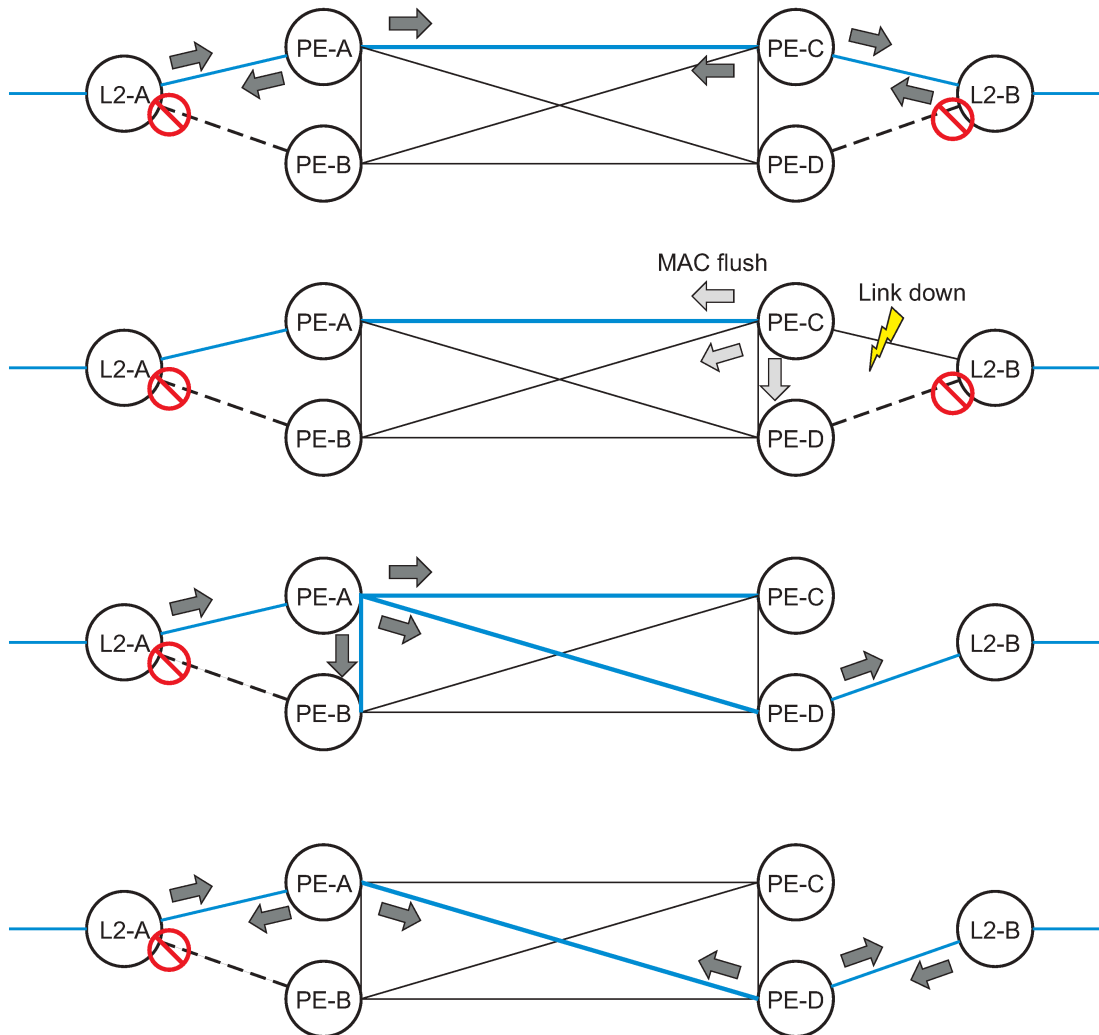 PE-A
PE-C
L2-A
L2-B
PE-B
PE-D
MAC flush
Link down
PE-A
PE-C
L2-A
L2-B
PE-B
PE-D
PE-A
PE-C
L2-A
L2-B
PE-B
PE-D
PE-A
PE-C
L2-A
L2-B
PE-B
PE-D